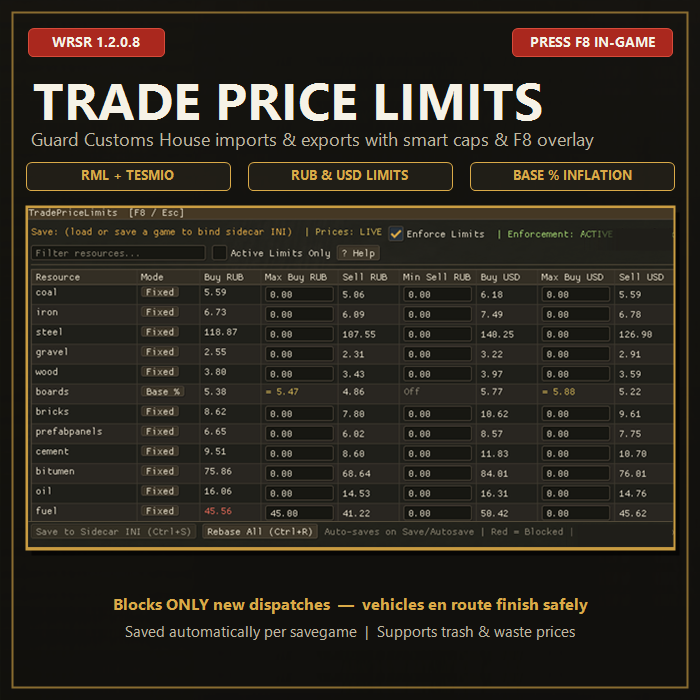 WRSR 1.2.0.8 PRESS F8 IN-GAME
TRADE PRICE LIMITS
Guard Customs House imports & exports with smart caps & F8 overlay
RML + TESMIO RUB & USD LIMITS BASE % INFLATION
TradePriceLimits [F8 / Esc]
Save: (load or save a game to bind sidecar INI) | Prices: LIVE Enforce Limits | Enforcement: ACTIVE
Filter resources... Active Limits Only ? Help
Resource Mode Buy RUB Max Buy RUB Sell RUB Min Sell RUB Buy USD Max Buy USD Sell USD
coal Fixed 5.59 0.00 5.06 0.00 6.18 0.00 5.59
iron Fixed 6.73 0.00 6.09 0.00 7.49 0.00 6.78
steel Fixed 118.87 0.00 107.55 0.00 140.25 0.00 126.90
gravel Fixed 2.55 0.00 2.31 0.00 3.22 0.00 2.91
wood Fixed 3.80 0.00 3.43 0.00 3.97 0.00 3.59
boards Base % 5.38 = 5.47 4.86 Off 5.77 = 5.88 5.22
bricks Fixed 8.62 0.00 7.80 0.00 10.62 0.00 9.61
prefabpanels Fixed 6.65 0.00 6.02 0.00 8.57 0.00 7.75
cement Fixed 9.51 0.00 8.60 0.00 11.83 0.00 10.70
bitumen Fixed 75.86 0.00 68.64 0.00 84.01 0.00 76.01
oil Fixed 16.06 0.00 14.53 0.00 16.31 0.00 14.76
fuel Fixed 45.56 45.00 41.22 0.00 50.42 0.00 45.62
Save to Sidecar INI (Ctrl+S) Rebase All (Ctrl+R) Auto-saves on Save/Autosave | Red = Blocked |
Blocks ONLY new dispatches — vehicles en route finish safely
Saved automatically per savegame | Supports trash & waste prices